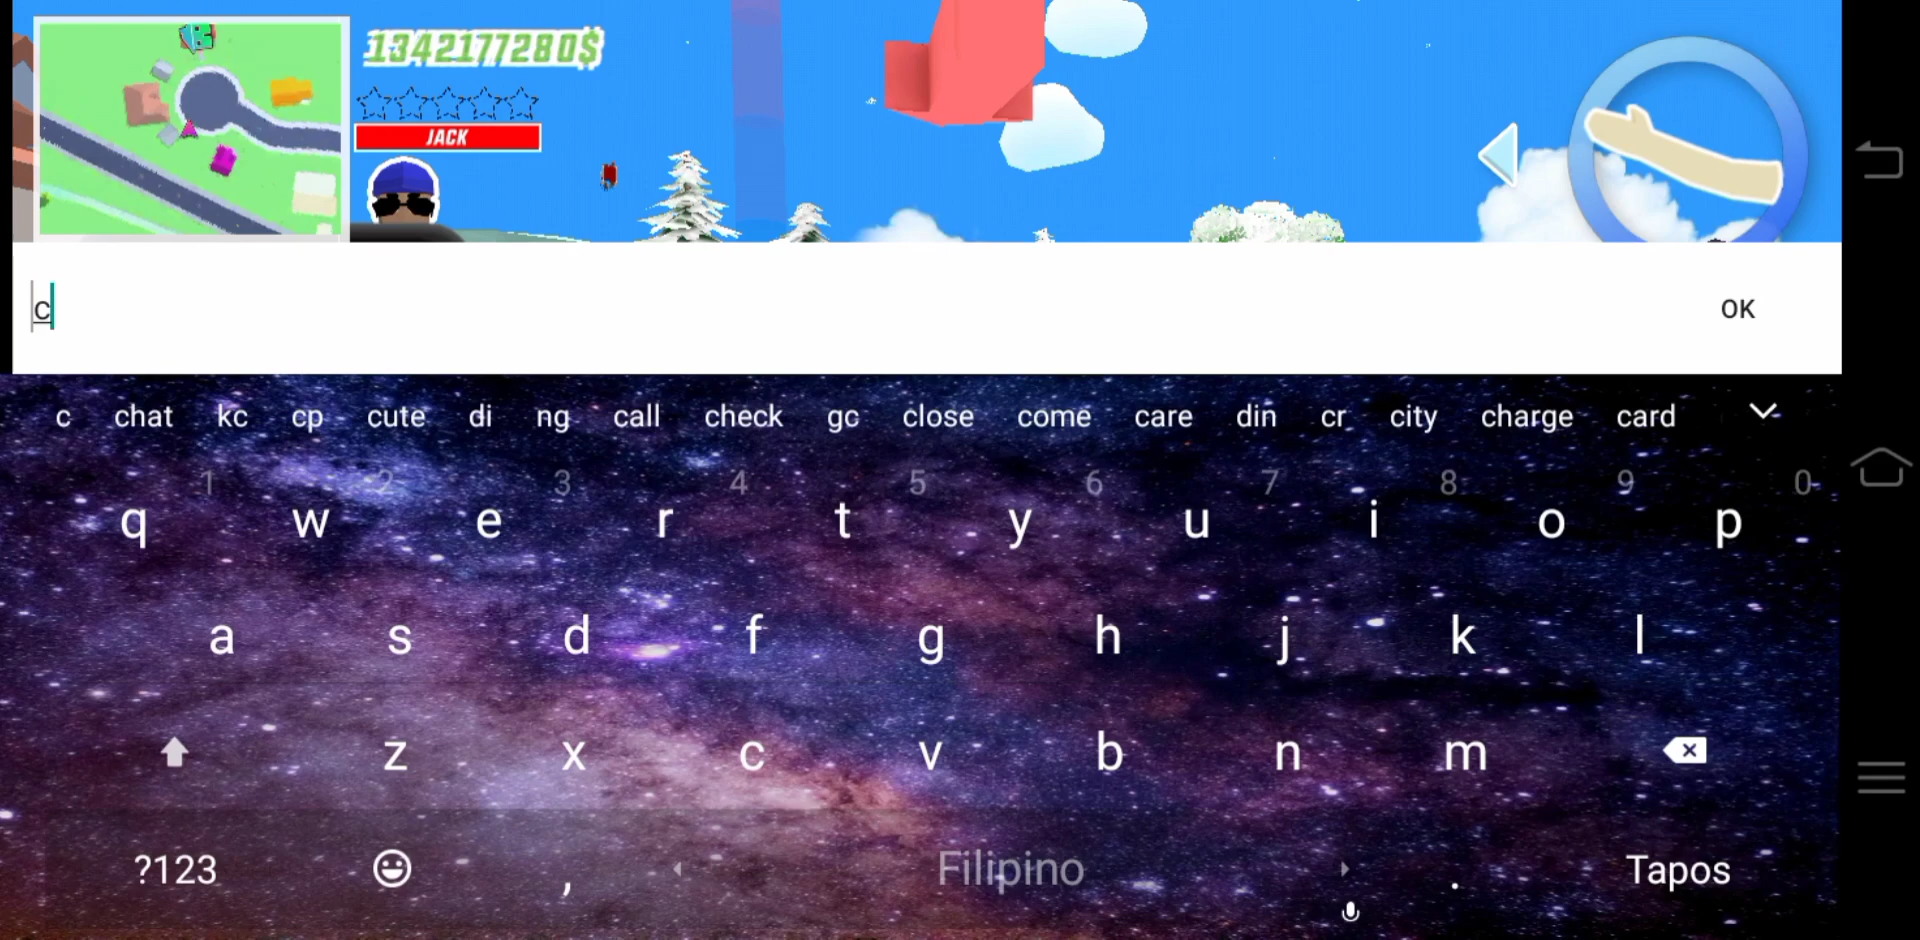 1342177280$
JACK
c
OK
c chat kc cp cute di ng call check gc close come care din cr city charge card
1 2 3 4 5 6 7 8 9 0
q w e r t y u i o p
a s d f g h j k l
z x c v b n m
?123 , Filipino . Tapos